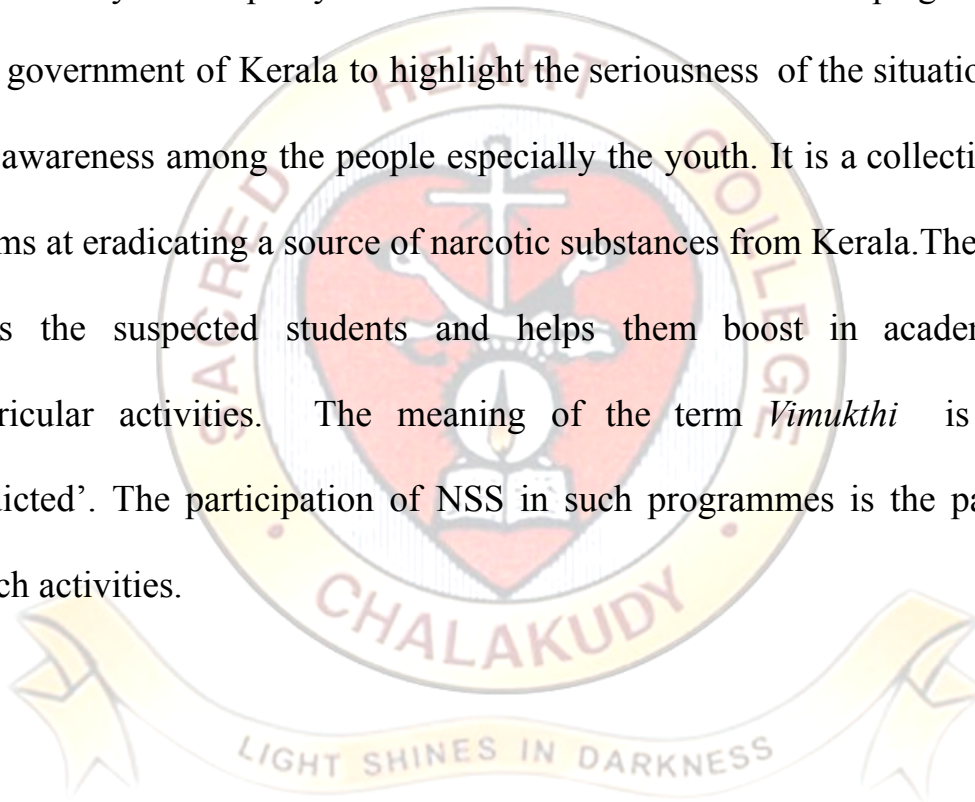 government of Kerala to highlight the seriousness of the situatio
awareness among the people especially the youth. It is a collecti
ms at eradicating a source of narcotic substances from Kerala.The
s the suspected students and helps them boost in acade
ricular activities. The meaning of the term Vimukthi is
icted’. The participation of NSS in such programmes is the pa
ch activities.
SACRED HEART COLLEGE
CHALAKUDY
LIGHT SHINES IN DARKNESS